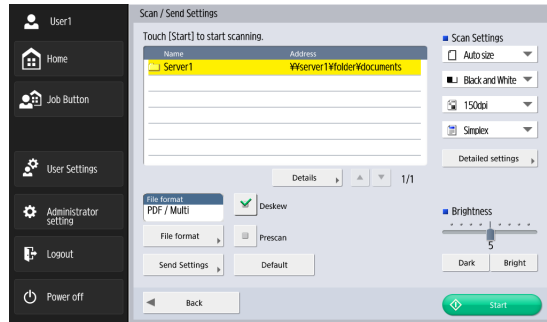 User1
Home
Job Button
User Settings
Administrator
setting
Logout
Power off
Scan / Send Settings
Touch [Start] to start scanning.
Name Address
Server1 ¥¥server1¥folder¥documents
Details 1/1
File format
PDF / Multi
Deskew
File format
Prescan
Send Settings
Default
Back
Scan Settings
Auto size
Black and White
150dpi
Simplex
Detailed settings
Brightness
5
Dark Bright
Start